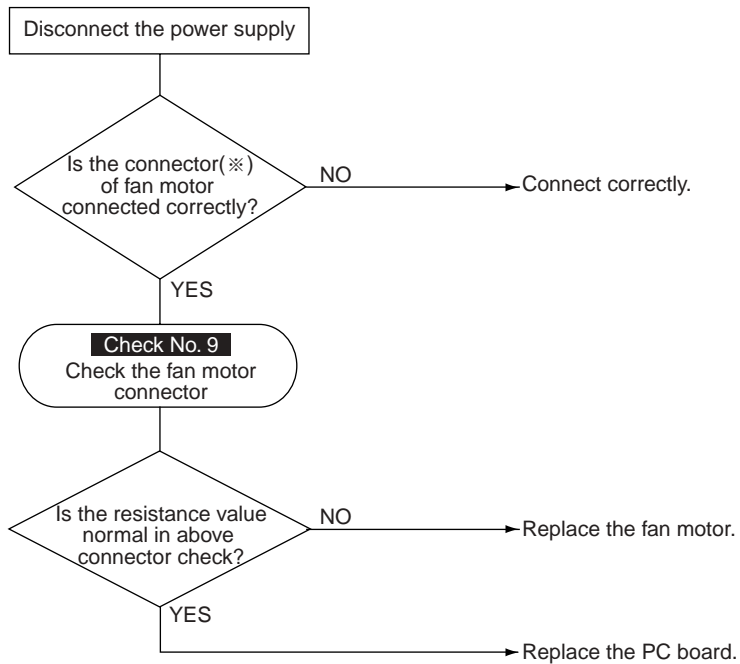 Disconnect the power supply
Is the connector(※)
of fan motor
connected correctly?
NO
Connect correctly.
YES
Check No. 9
Check the fan motor
connector
Is the resistance value
normal in above
connector check?
NO
Replace the fan motor.
YES
Replace the PC board.